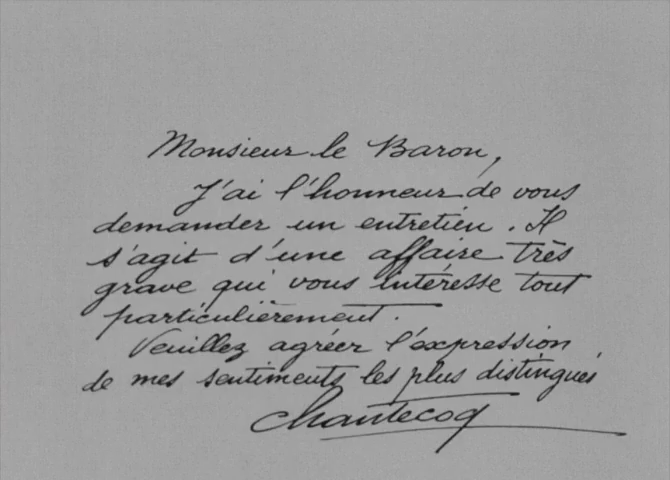 Monsieur le Baron,
J'ai l'honneur de vous
demander un entretien. Il
s'agit d'une affaire très
grave qui vous intéresse tout
particulièrement.
Veuillez agréer l'expression
de mes sentiments les plus distingués
Chantecoq